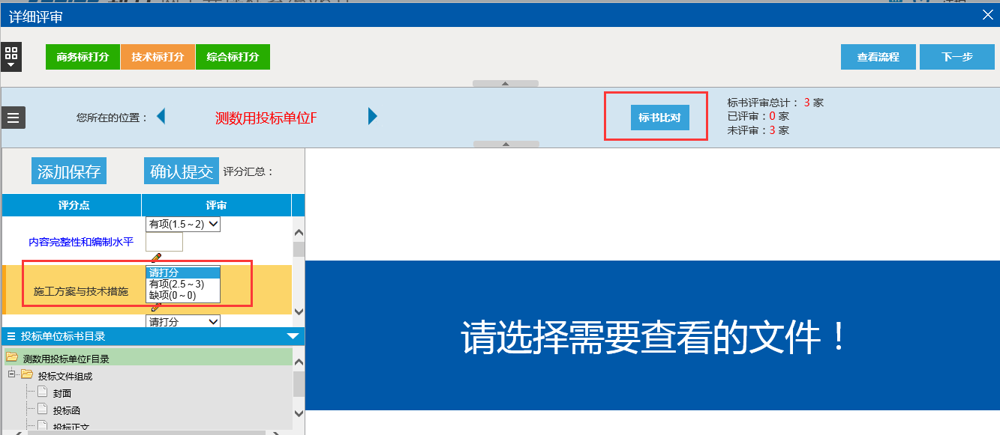 详细评审
商务标打分 技术标打分 综合标打分 查看流程 下一步
您所在的位置： 测数用投标单位F 标书比对
标书评审总计： 3 家
已评审：0 家
未评审：3 家
添加保存 确认提交 评分汇总：
评分点 评审
有项(1.5～2)
内容完整性和编制水平
请打分
施工方案与技术措施
有项(2.5～3)
缺项(0～0)
请打分
投标单位标书目录
测数用投标单位F目录
投标文件组成
封面
投标函
投标正文
请选择需要查看的文件！